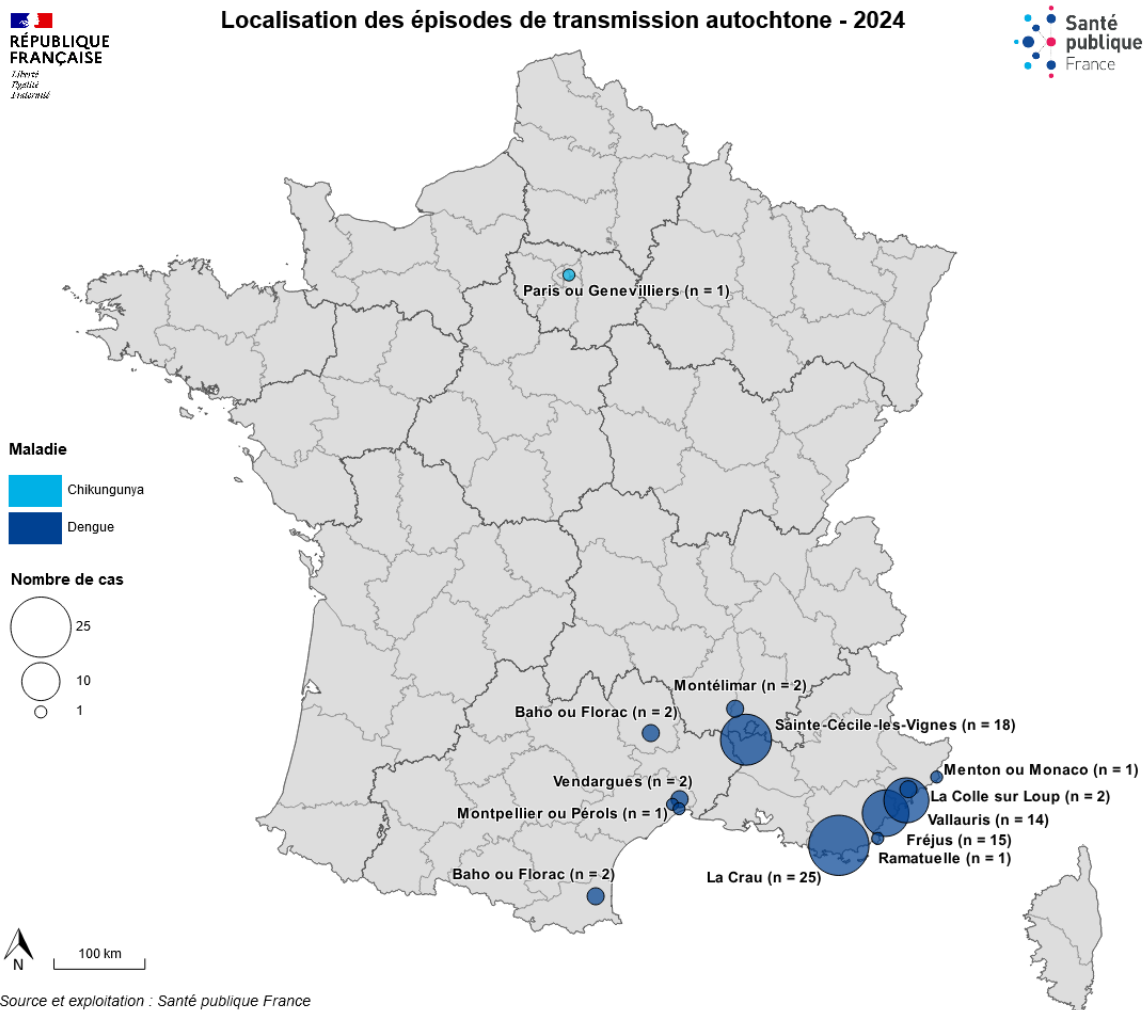 Localisation des épisodes de transmission autochtone - 2024
RÉPUBLIQUE
FRANÇAISE
Liberté
Égalité
Fraternité
Santé
publique
France
Paris ou Genevilliers (n = 1)
Maladie
Chikungunya
Dengue
Nombre de cas
25
10
1
Montélimar (n = 2)
Baho ou Florac (n = 2)
Sainte-Cécile-les-Vignes (n = 18)
Menton ou Monaco (n = 1)
Vendargues (n = 2)
La Colle sur Loup (n = 2)
Montpellier ou Pérols (n = 1)
Vallauris (n = 14)
Fréjus (n = 15)
Ramatuelle (n = 1)
Baho ou Florac (n = 2)
La Crau (n = 25)
N
100 km
Source et exploitation : Santé publique France